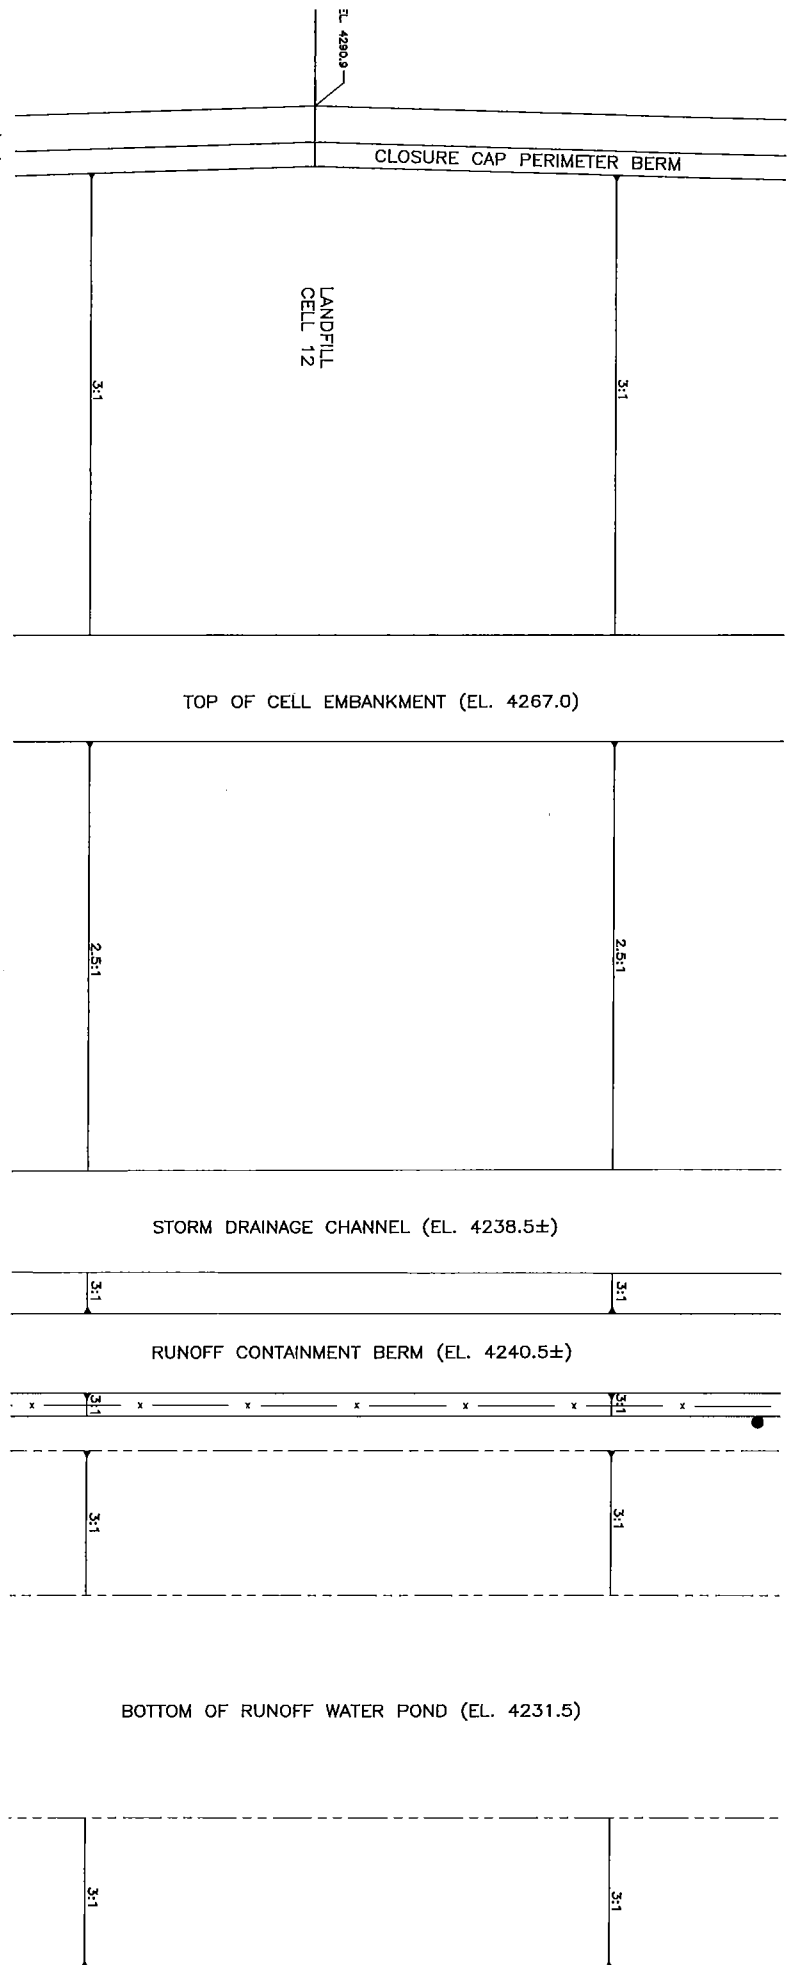 EL 4290.9
CLOSURE CAP PERIMETER BERM
LANDFILL
CELL 12
3:1
3:1
TOP OF CELL EMBANKMENT (EL. 4267.0)
2.5:1
2.5:1
STORM DRAINAGE CHANNEL (EL. 4238.5±)
3:1
3:1
RUNOFF CONTAINMENT BERM (EL. 4240.5±)
3:1
3:1
x x x x x x x
3:1
3:1
BOTTOM OF RUNOFF WATER POND (EL. 4231.5)
3:1
3:1